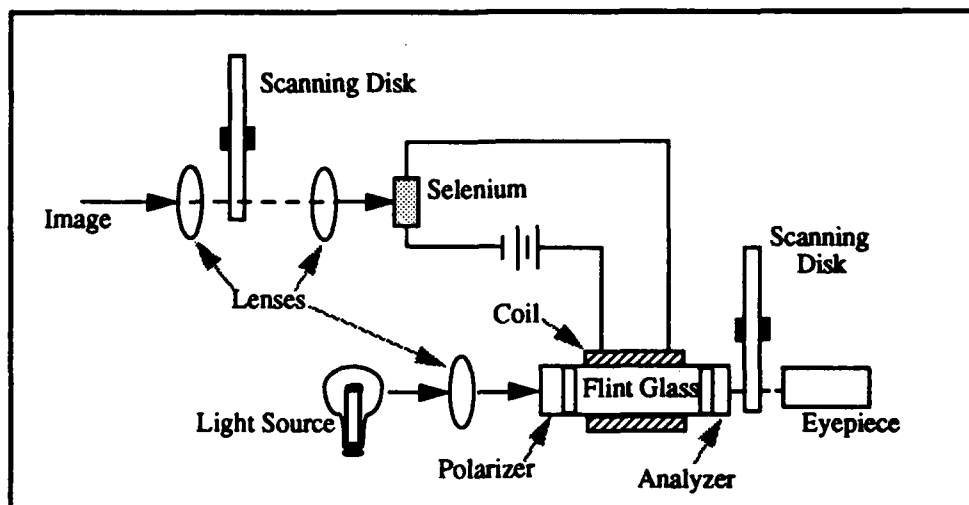 Scanning Disk
Selenium
Image
Scanning
Disk
Lenses
Coil
Flint Glass
Light Source
Eyepiece
Polarizer
Analyzer